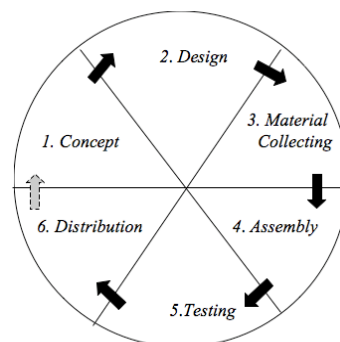 1. Concept
2. Design
3. Material
Collecting
4. Assembly
5.Testing
6. Distribution